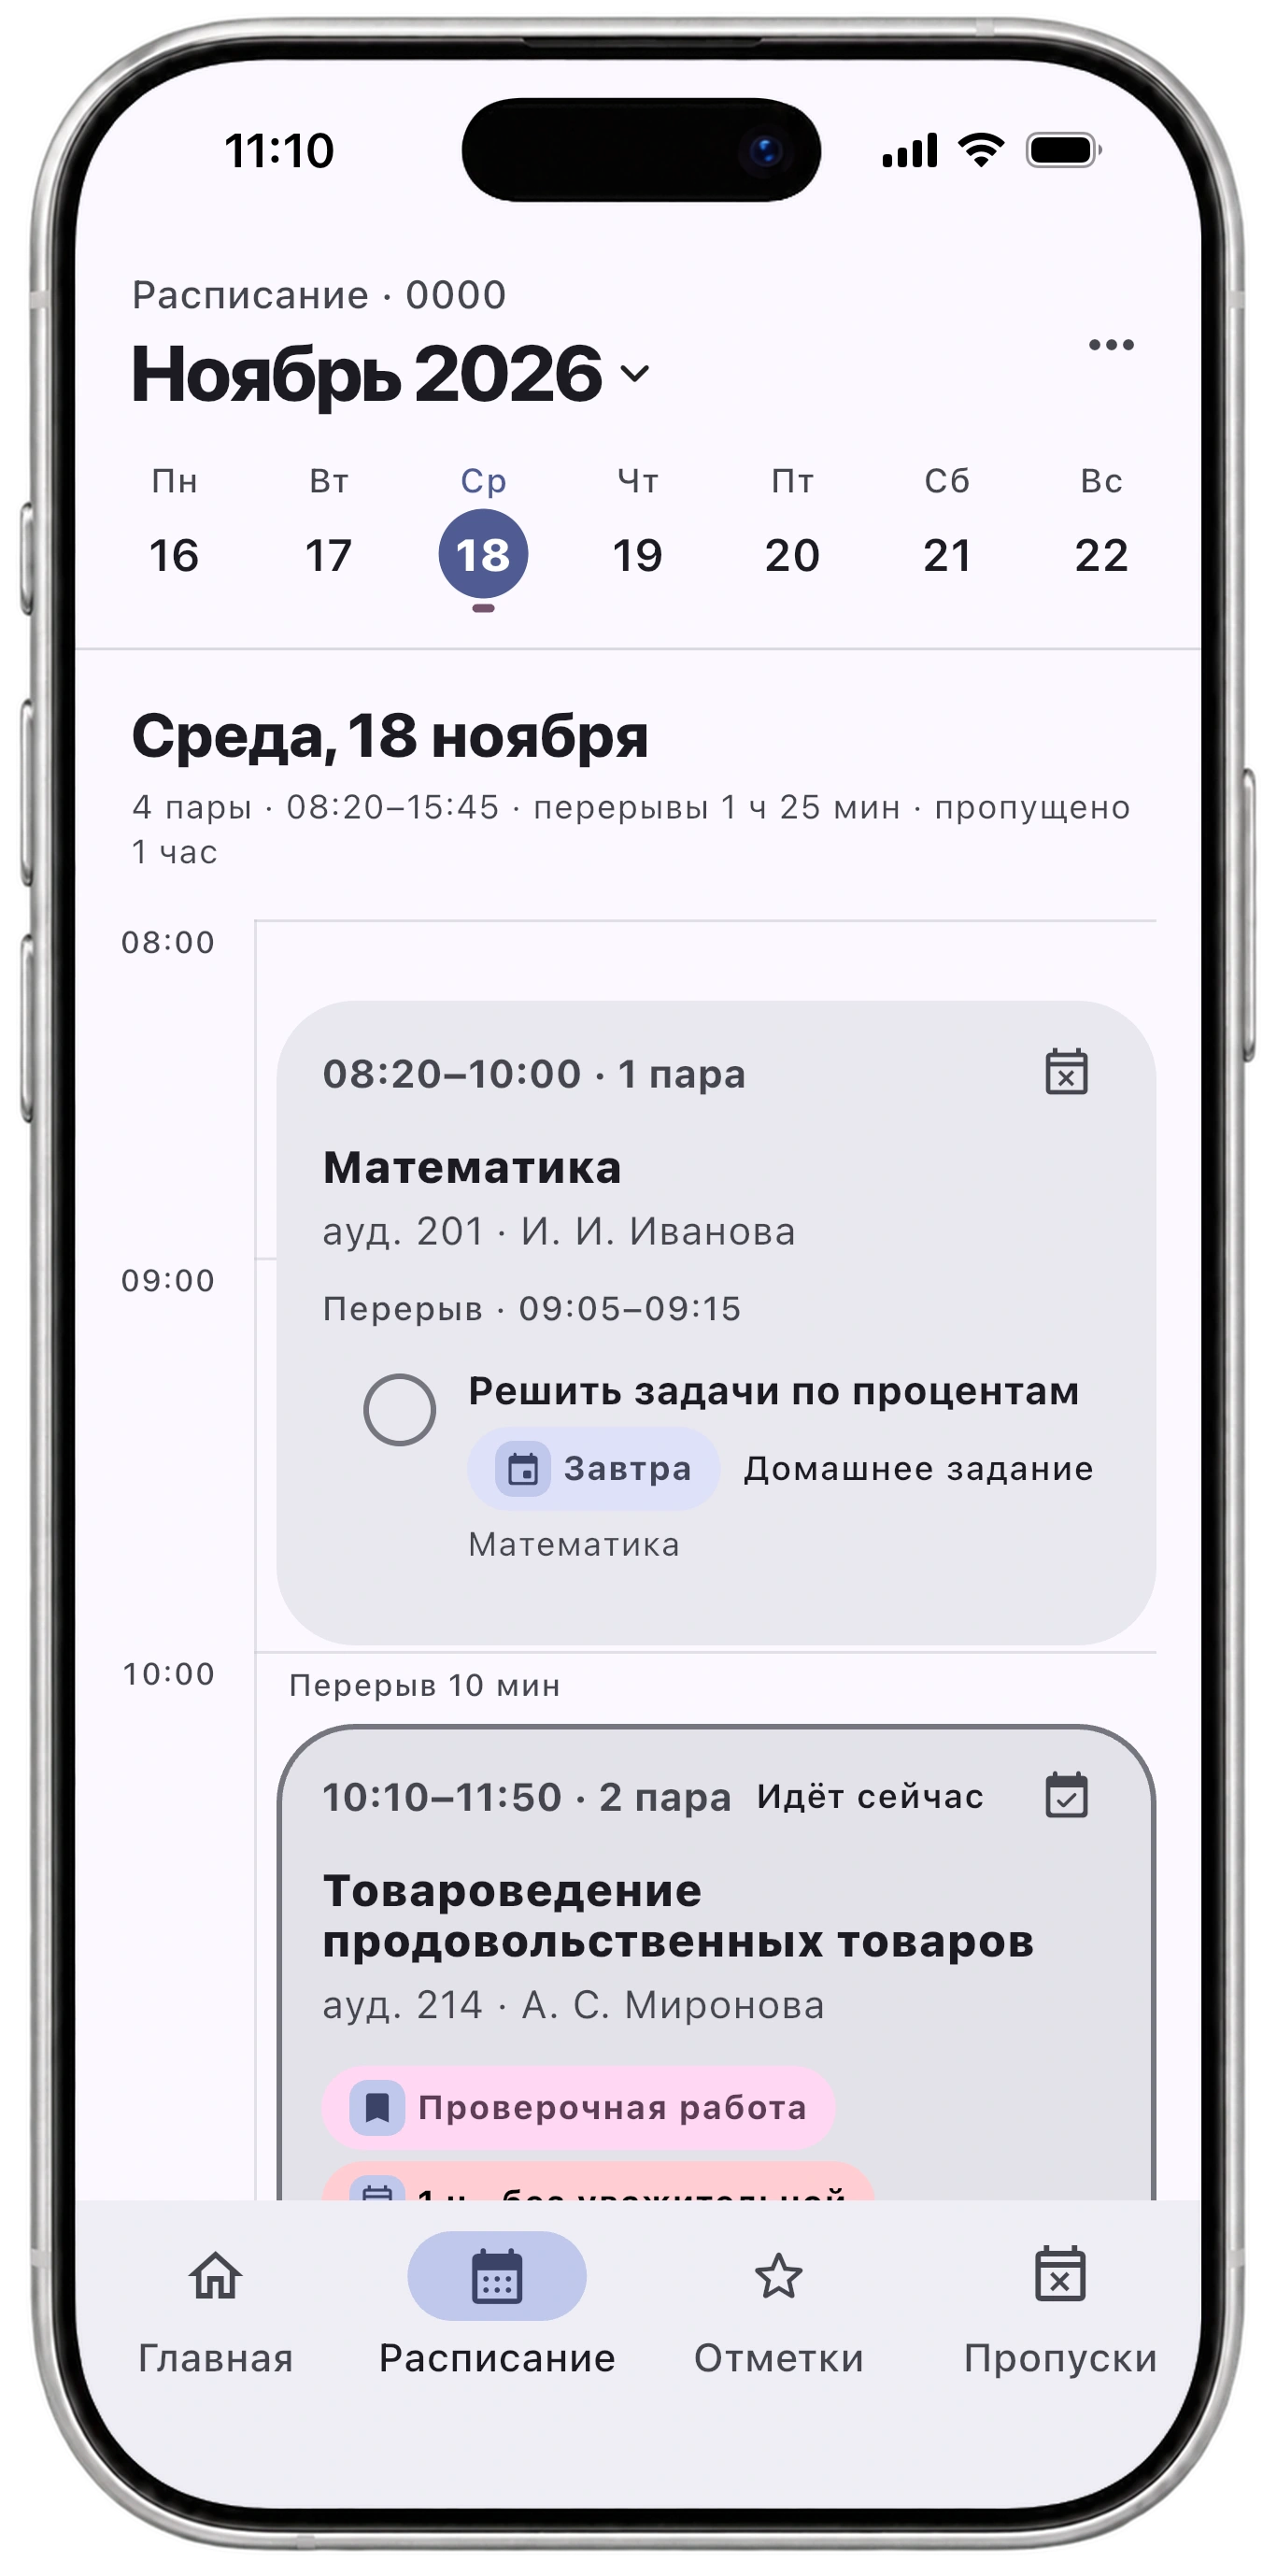 11:10
Расписание · 0000
Ноябрь 2026
Пн Вт Ср Чт Пт Сб Вс
16 17 18 19 20 21 22
Среда, 18 ноября
4 пары · 08:20–15:45 · перерывы 1 ч 25 мин · пропущено
1 час
08:00
08:20–10:00 · 1 пара
Математика
ауд. 201 · И. И. Иванова
09:00
Перерыв · 09:05–09:15
Решить задачи по процентам
Завтра Домашнее задание
Математика
10:00
Перерыв 10 мин
10:10–11:50 · 2 пара Идёт сейчас
Товароведение
продовольственных товаров
ауд. 214 · А. С. Миронова
Проверочная работа
1 ч · без уважительной
Главная Расписание Отметки Пропуски